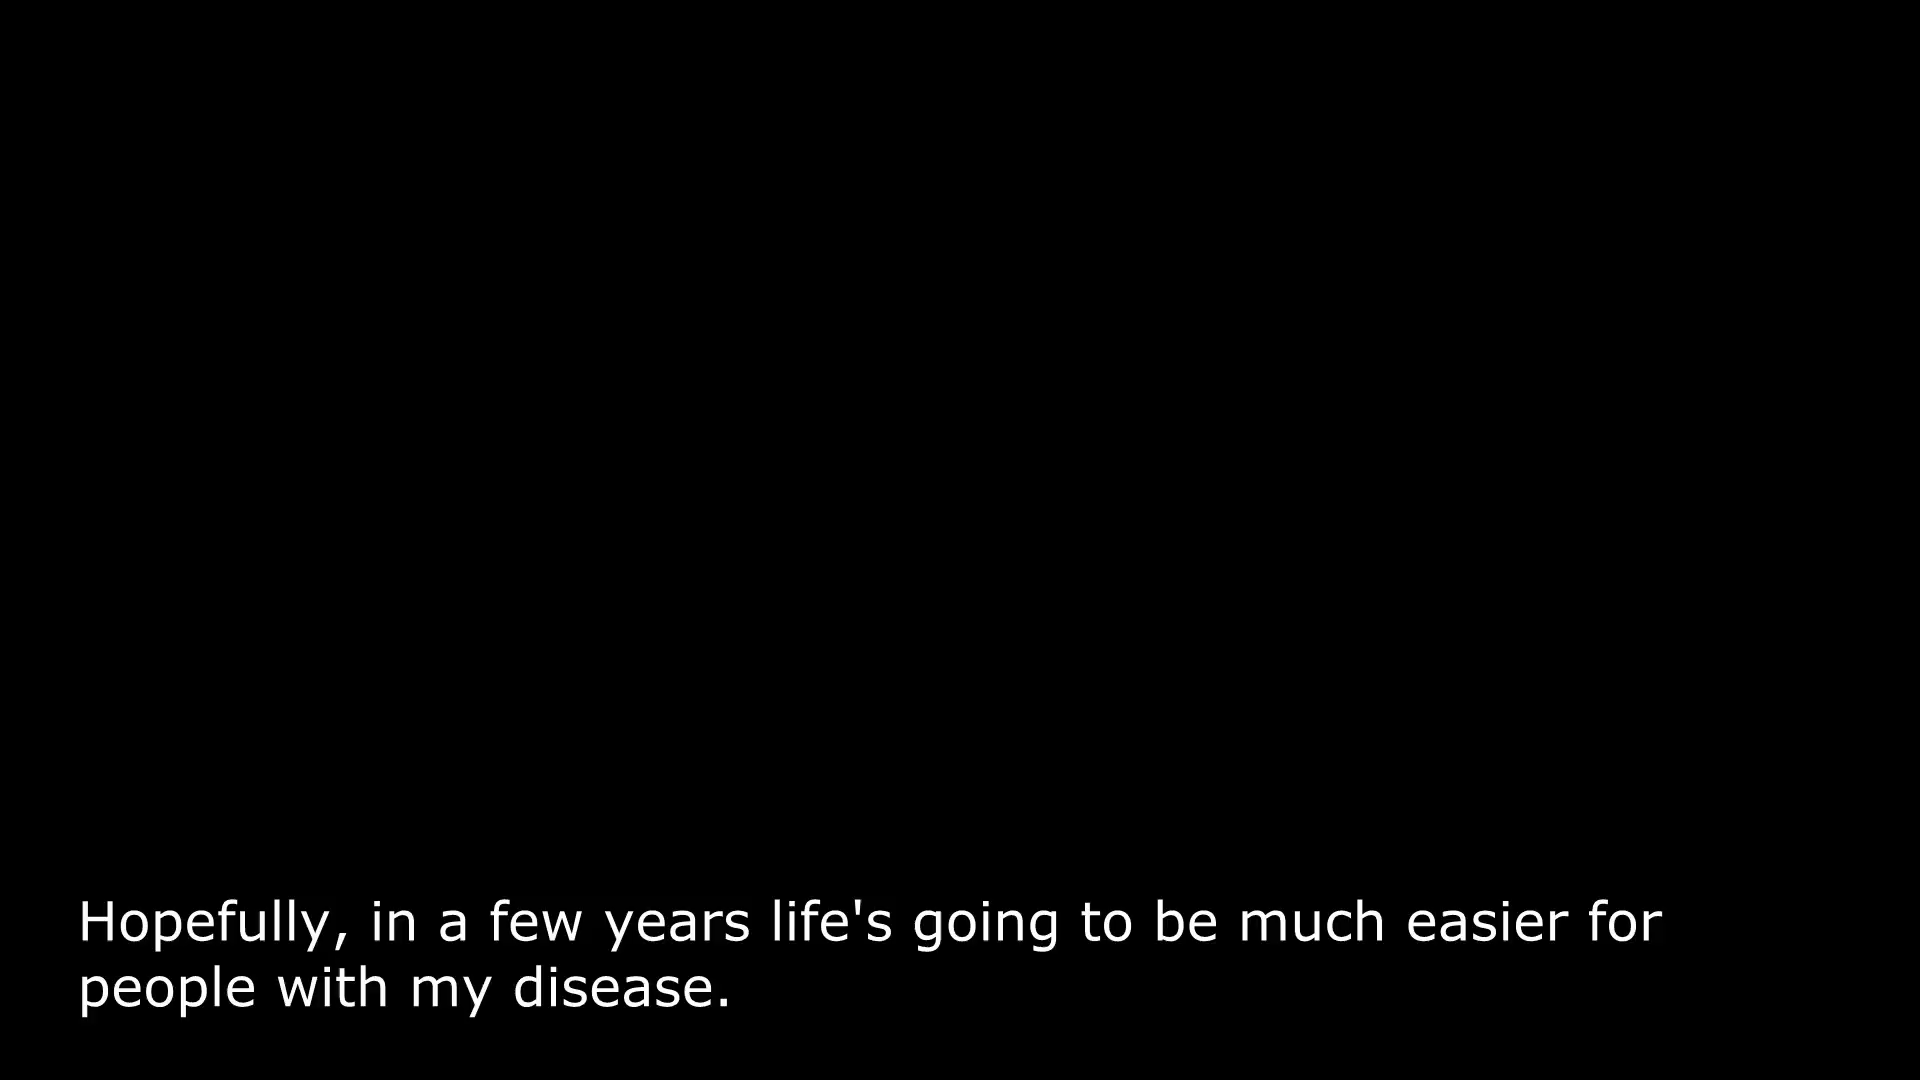 Hopefully, in a few years life's going to be much easier for
people with my disease.